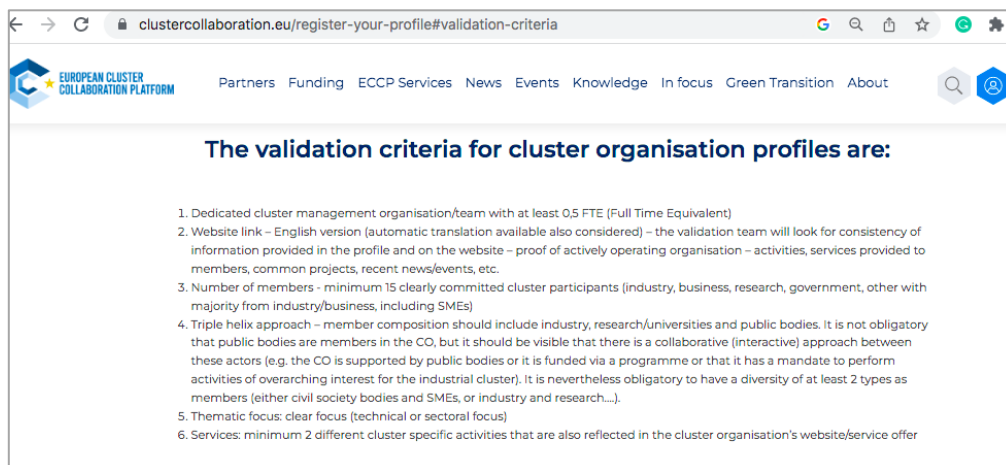 clustercollaboration.eu/register-your-profile#validation-criteria
EUROPEAN CLUSTER
COLLABORATION PLATFORM
Partners Funding ECCP Services News Events Knowledge In focus Green Transition About
The validation criteria for cluster organisation profiles are:
1. Dedicated cluster management organisation/team with at least 0,5 FTE (Full Time Equivalent)
2. Website link – English version (automatic translation available also considered) – the validation team will look for consistency of
information provided in the profile and on the website – proof of actively operating organisation – activities, services provided to
members, common projects, recent news/events, etc.
3. Number of members - minimum 15 clearly committed cluster participants (industry, business, research, government, other with
majority from industry/business, including SMEs)
4. Triple helix approach – member composition should include industry, research/universities and public bodies. It is not obligatory
that public bodies are members in the CO, but it should be visible that there is a collaborative (interactive) approach between
these actors (e.g. the CO is supported by public bodies or it is funded via a programme or that it has a mandate to perform
activities of overarching interest for the industrial cluster). It is nevertheless obligatory to have a diversity of at least 2 types as
members (either civil society bodies and SMEs, or industry and research....).
5. Thematic focus: clear focus (technical or sectoral focus)
6. Services: minimum 2 different cluster specific activities that are also reflected in the cluster organisation's website/service offer